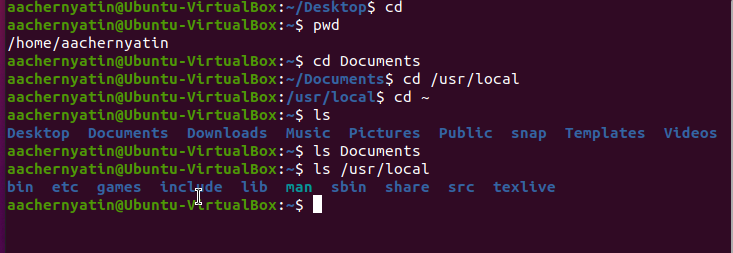 aachernyatin@Ubuntu-VirtualBox:~/Desktop$ cd
aachernyatin@Ubuntu-VirtualBox:~$ pwd
/home/aachernyatin
aachernyatin@Ubuntu-VirtualBox:~$ cd Documents
aachernyatin@Ubuntu-VirtualBox:~/Documents$ cd /usr/local
aachernyatin@Ubuntu-VirtualBox:/usr/local$ cd ~
aachernyatin@Ubuntu-VirtualBox:~$ ls
Desktop Documents Downloads Music Pictures Public snap Templates Videos
aachernyatin@Ubuntu-VirtualBox:~$ ls Documents
aachernyatin@Ubuntu-VirtualBox:~$ ls /usr/local
bin etc games include lib man sbin share src texlive
aachernyatin@Ubuntu-VirtualBox:~$